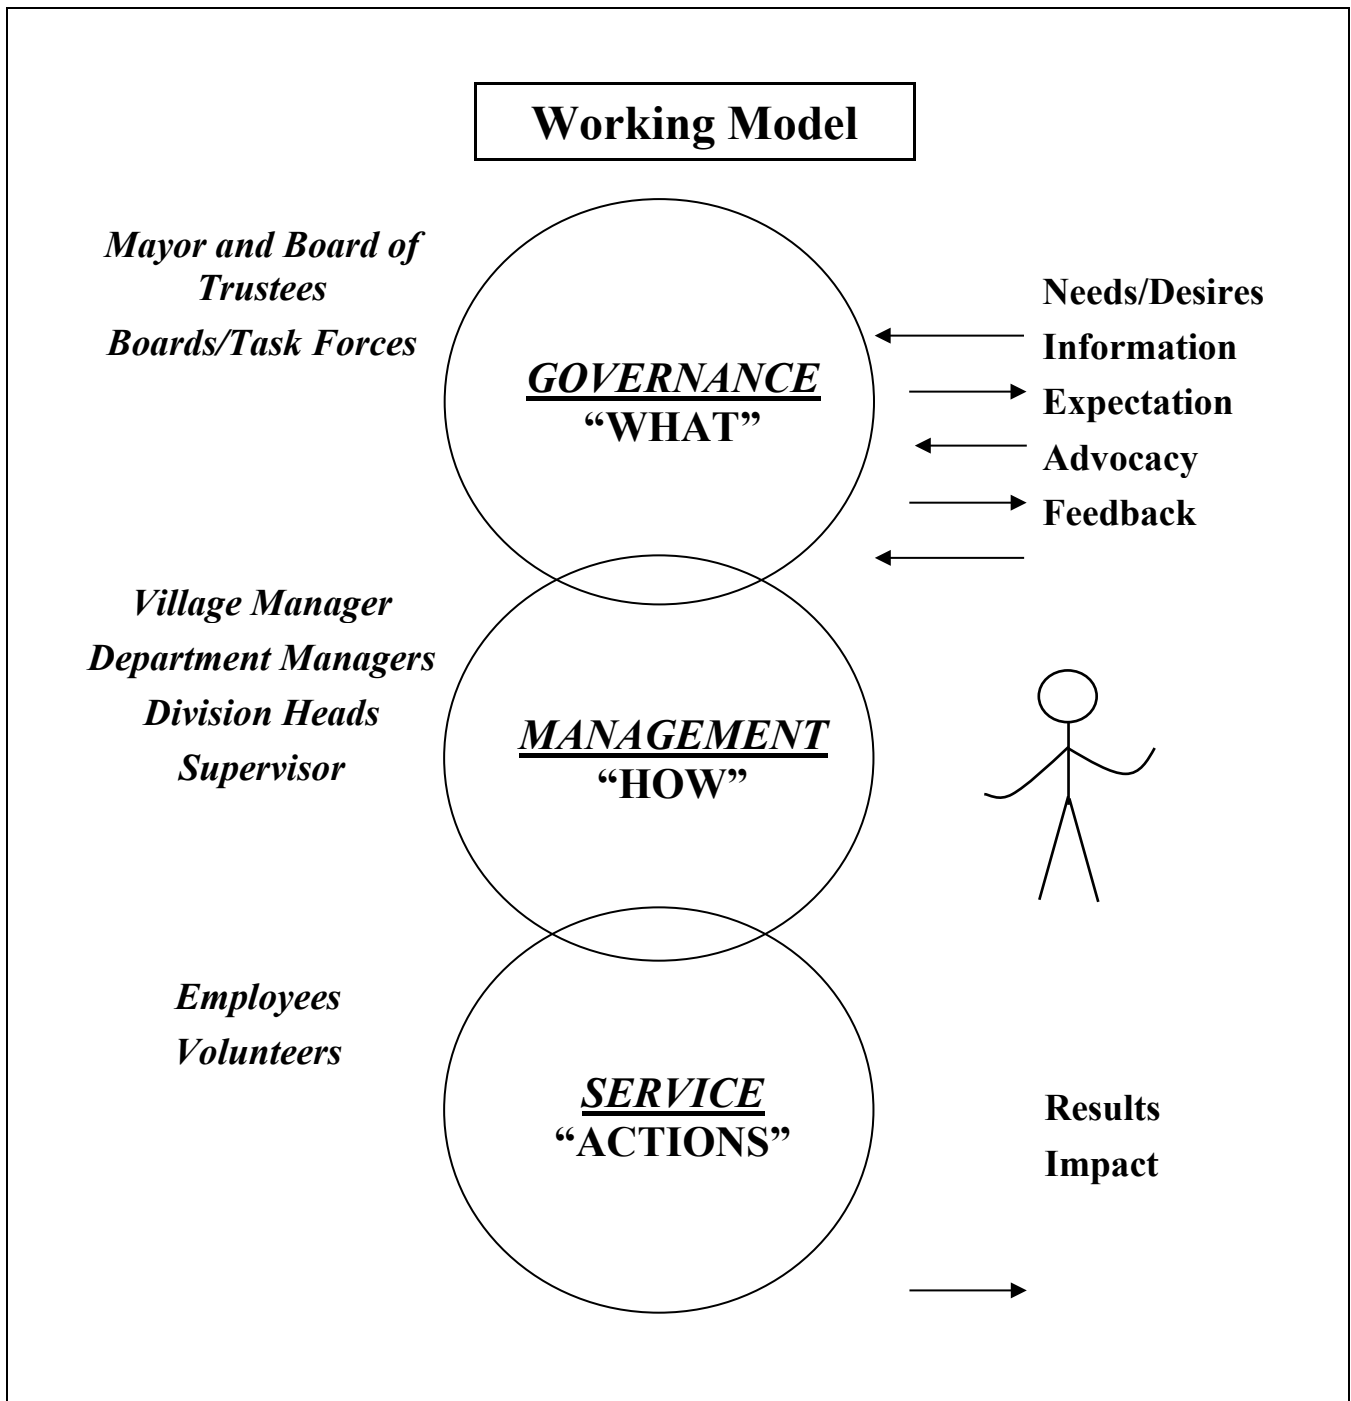 Working Model
Mayor and Board of
Trustees
Boards/Task Forces
GOVERNANCE
“WHAT”
Needs/Desires
Information
Expectation
Advocacy
Feedback
Village Manager
Department Managers
Division Heads
Supervisor
MANAGEMENT
“HOW”
Employees
Volunteers
SERVICE
“ACTIONS”
Results
Impact